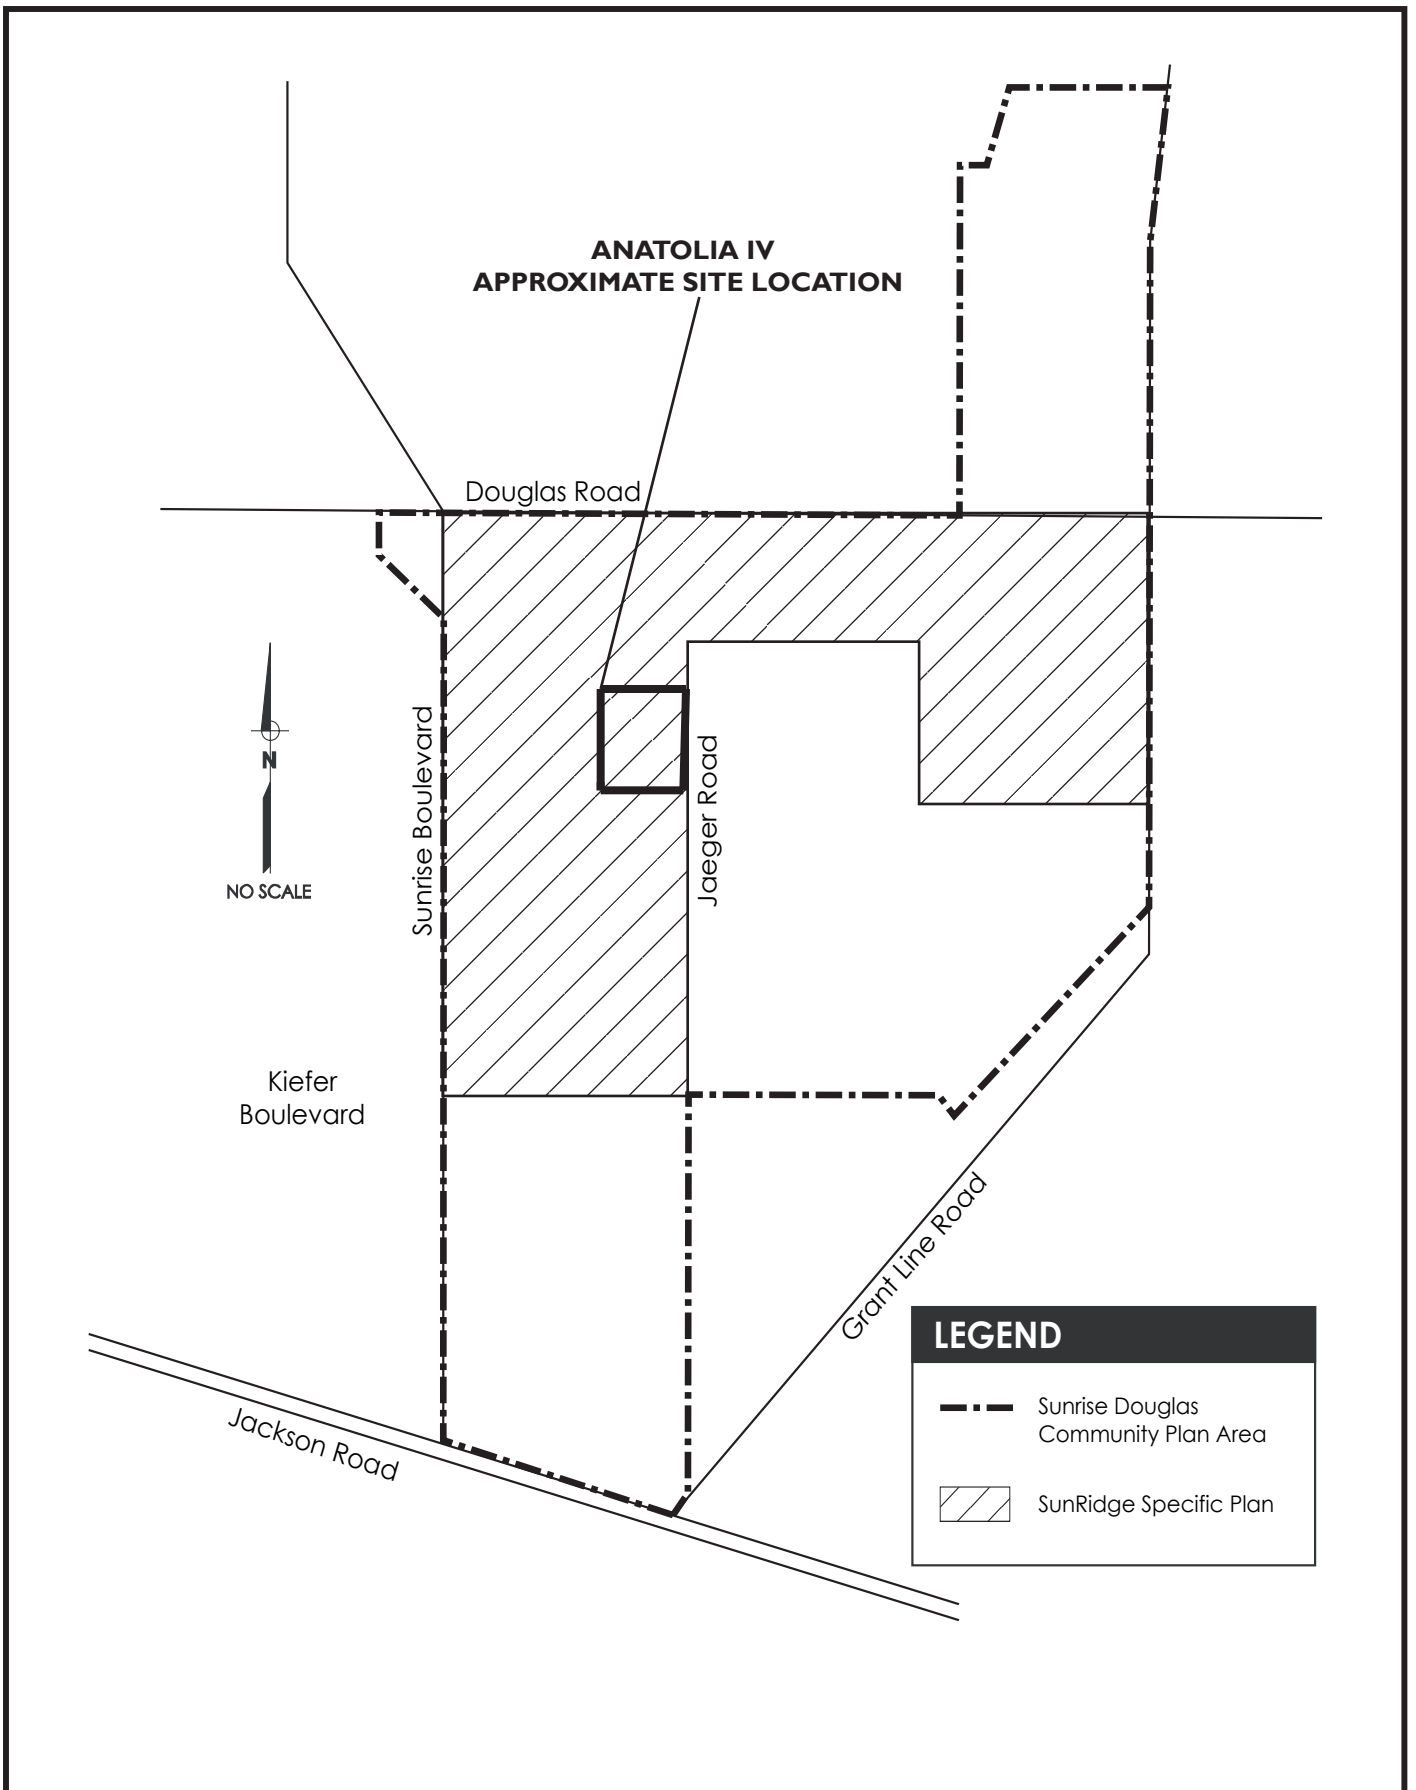 ANATOLIA IV
APPROXIMATE SITE LOCATION
Douglas Road
Sunrise Boulevard
Jaeger Road
N
NO SCALE
Kiefer
Boulevard
Grant Line Road
Jackson Road
LEGEND
Sunrise Douglas
Community Plan Area
SunRidge Specific Plan